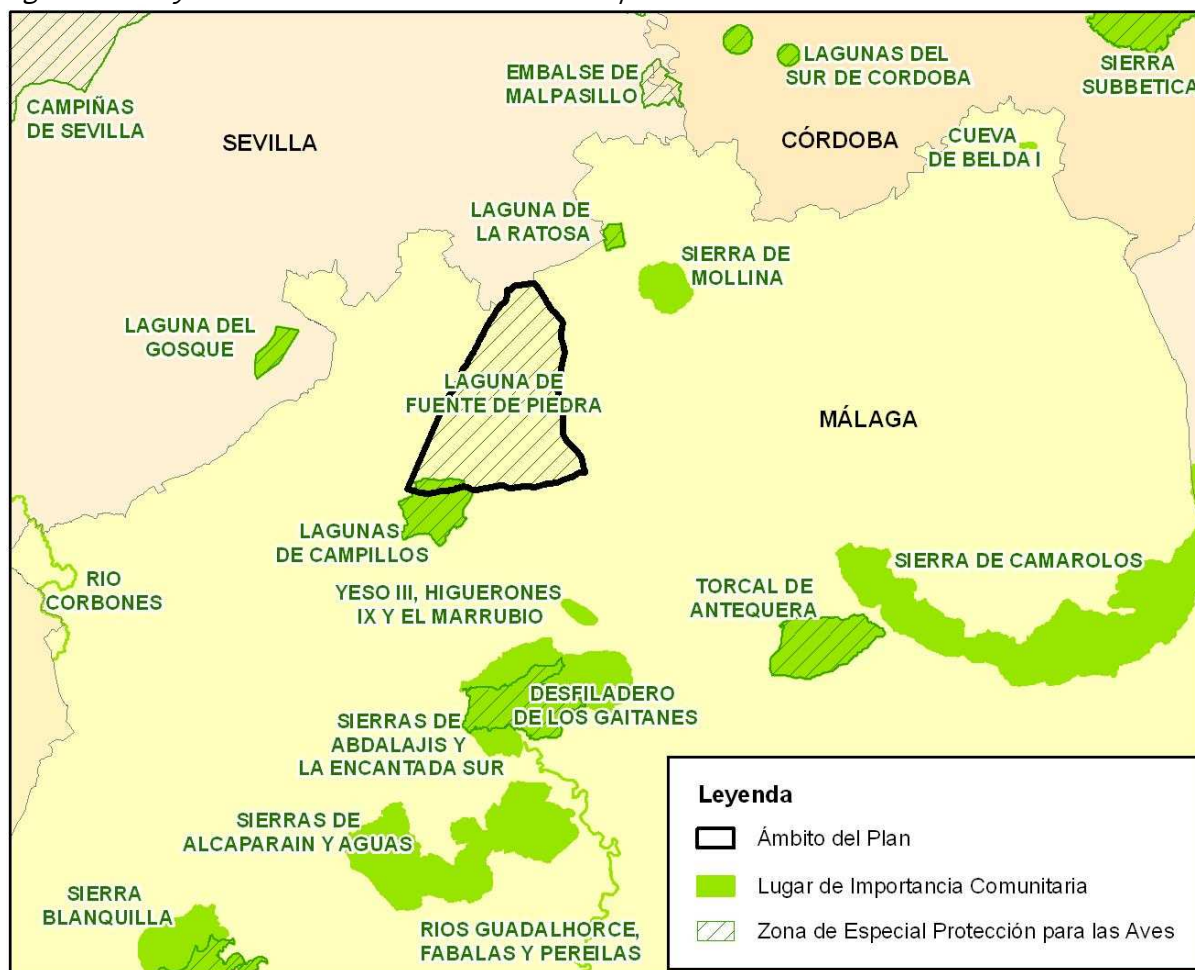 CAMPIÑAS
DE SEVILLA
SEVILLA
EMBALSE DE
MALPASILLO
LAGUNAS DEL
SUR DE CORDOBA
SIERRA
SUBBETICA
CÓRDOBA
CUEVA
DE BELDA I
LAGUNA DE
LA RATOSA
SIERRA DE
MOLLINA
LAGUNA DEL
GOSQUE
LAGUNA DE
FUENTE DE PIEDRA
MÁLAGA
LAGUNAS
DE CAMPILLOS
RIO
CORBONES
YESO III, HIGUERONES
IX Y EL MARRUBIO
TORCAL DE
ANTEQUERA
SIERRA DE CAMAROLOS
DESFILADERO
DE LOS GAITANES
SIERRAS DE
ABDALAJIS Y
LA ENCANTADA SUR
SIERRAS DE
ALCAPARAIN Y AGUAS
SIERRA
BLANQUILLA
RIOS GUADALHORCE,
FABALAS Y PEREILAS
Leyenda
Ámbito del Plan
Lugar de Importancia Comunitaria
Zona de Especial Protección para las Aves